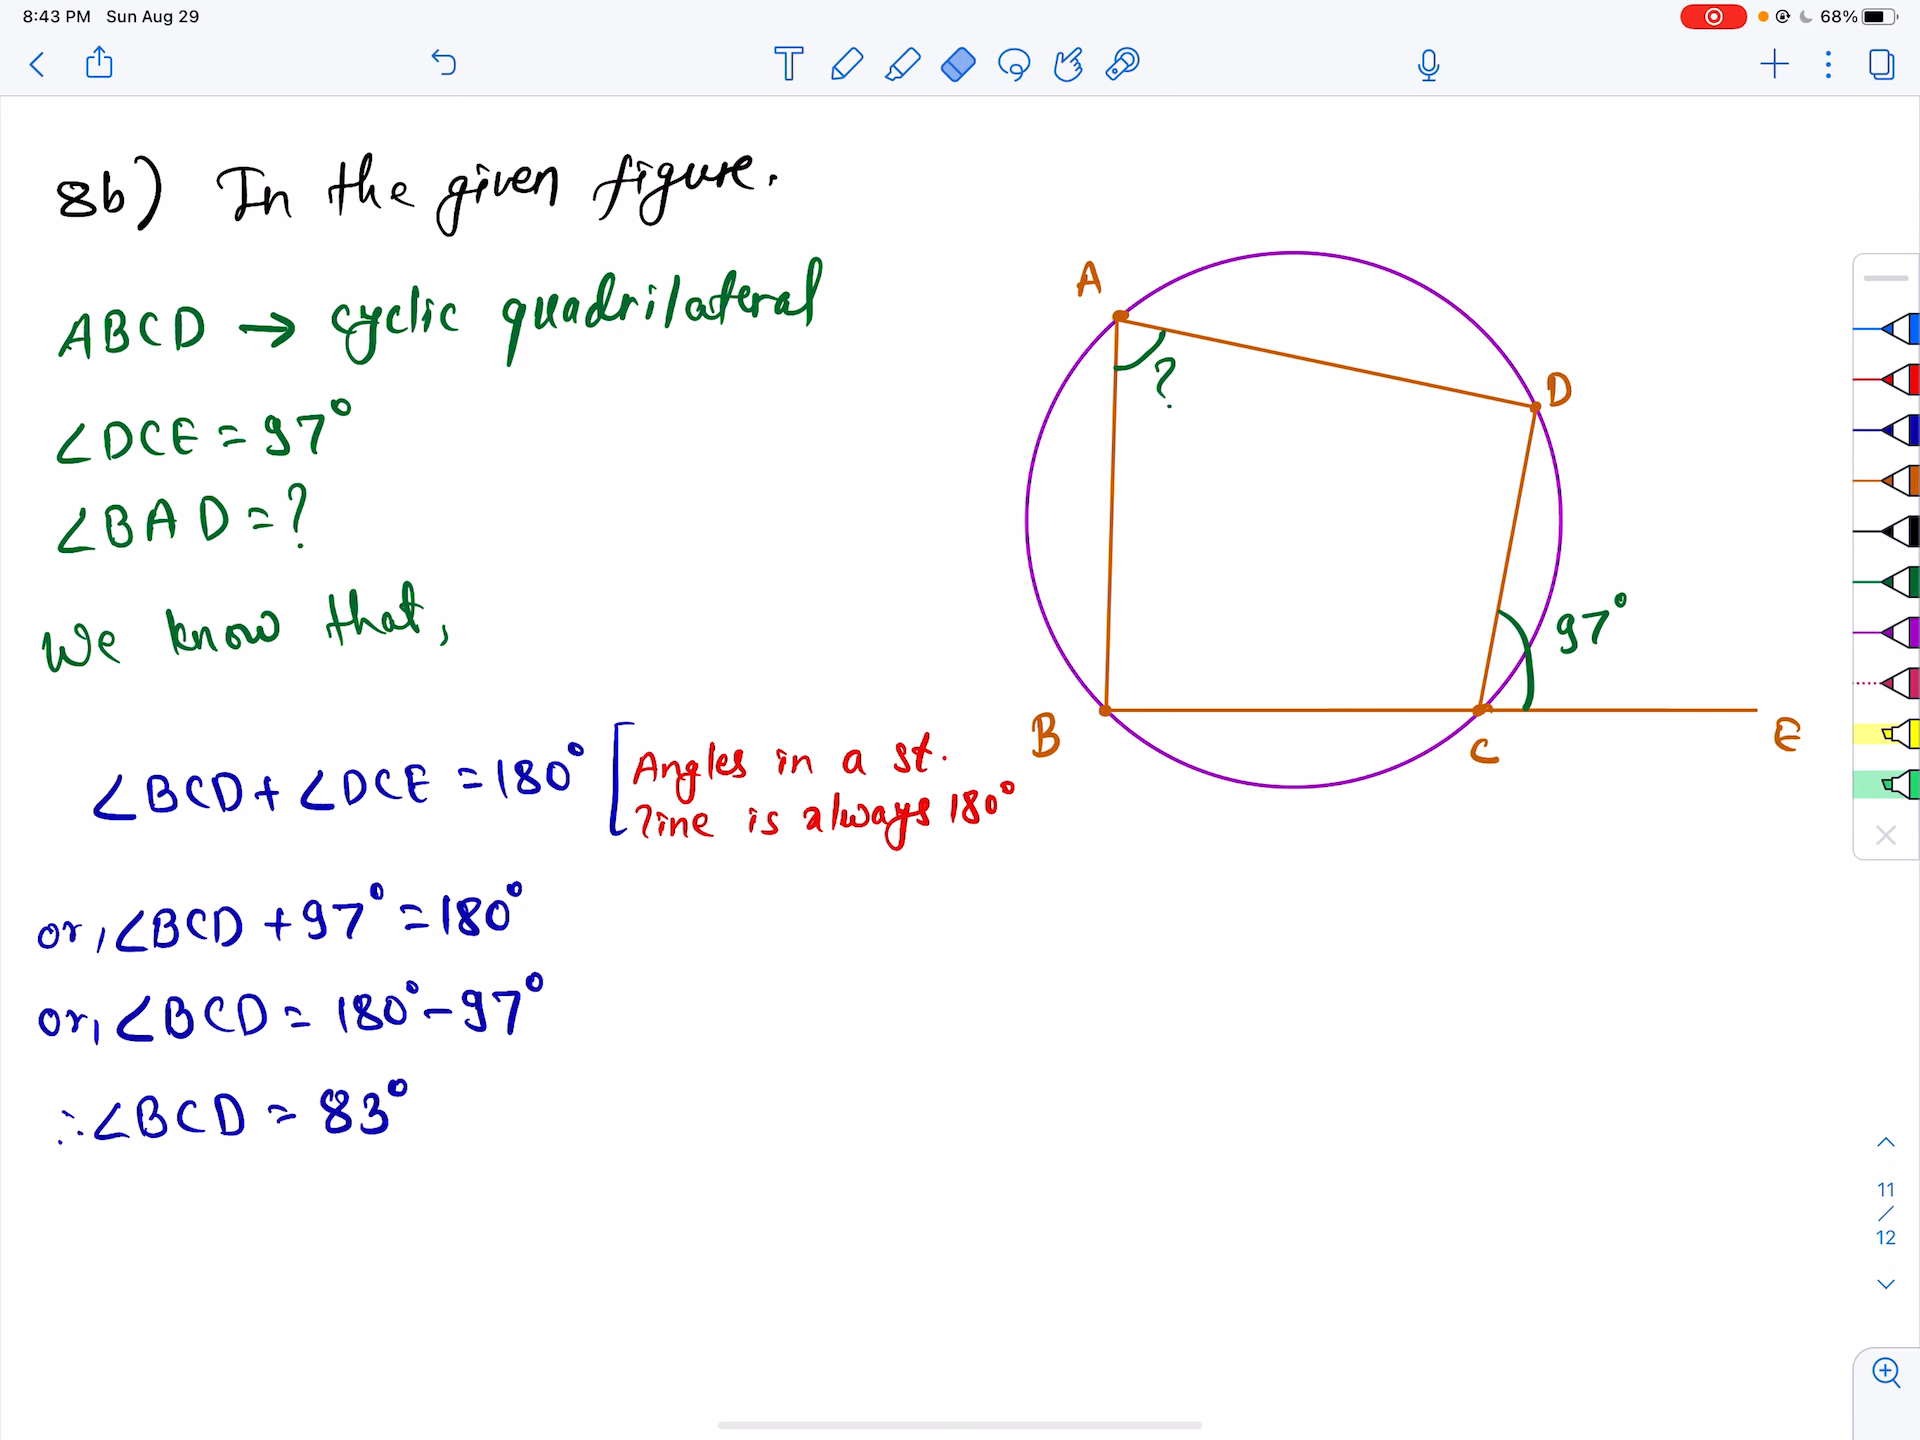 8:43 PM Sun Aug 29
68%
8b) In the given figure.
ABCD → cyclic quadrilateral
∠DCE = 97°
∠BAD = ?
We know that,
∠BCD + ∠DCE = 180° [Angles in a st.
line is always 180°
or, ∠BCD + 97° = 180°
or, ∠BCD = 180° - 97°
∴ ∠BCD = 83°
A
?
D
97°
B
C
E
11
/
12